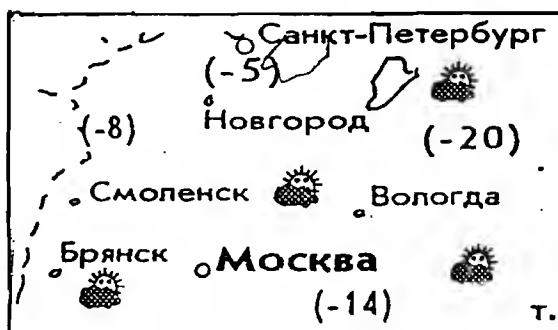 Санкт-Петербург
(-5)
Новгород
(-8)
(-20)
Смоленск
Вологда
Брянск
Москва
(-14)
т.